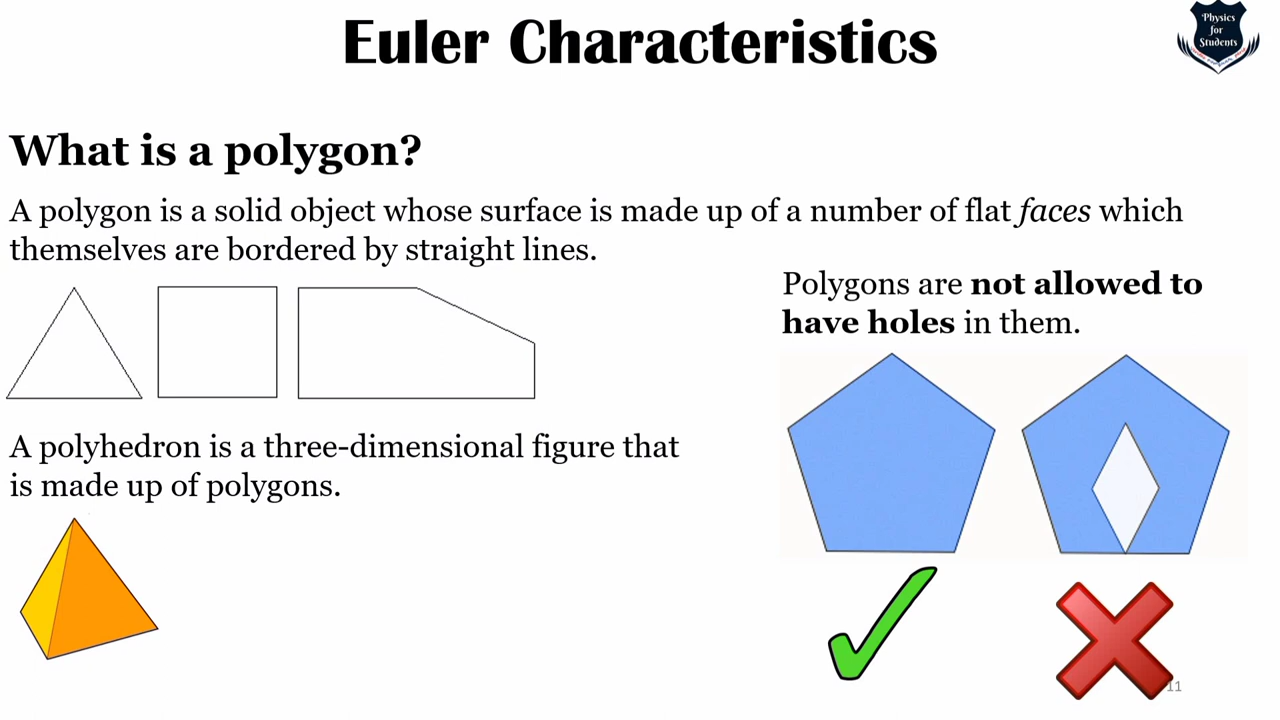 Euler Characteristics
Physics
for
Students
What is a polygon?
A polygon is a solid object whose surface is made up of a number of flat faces which
themselves are bordered by straight lines.
Polygons are not allowed to
have holes in them.
A polyhedron is a three-dimensional figure that
is made up of polygons.
11